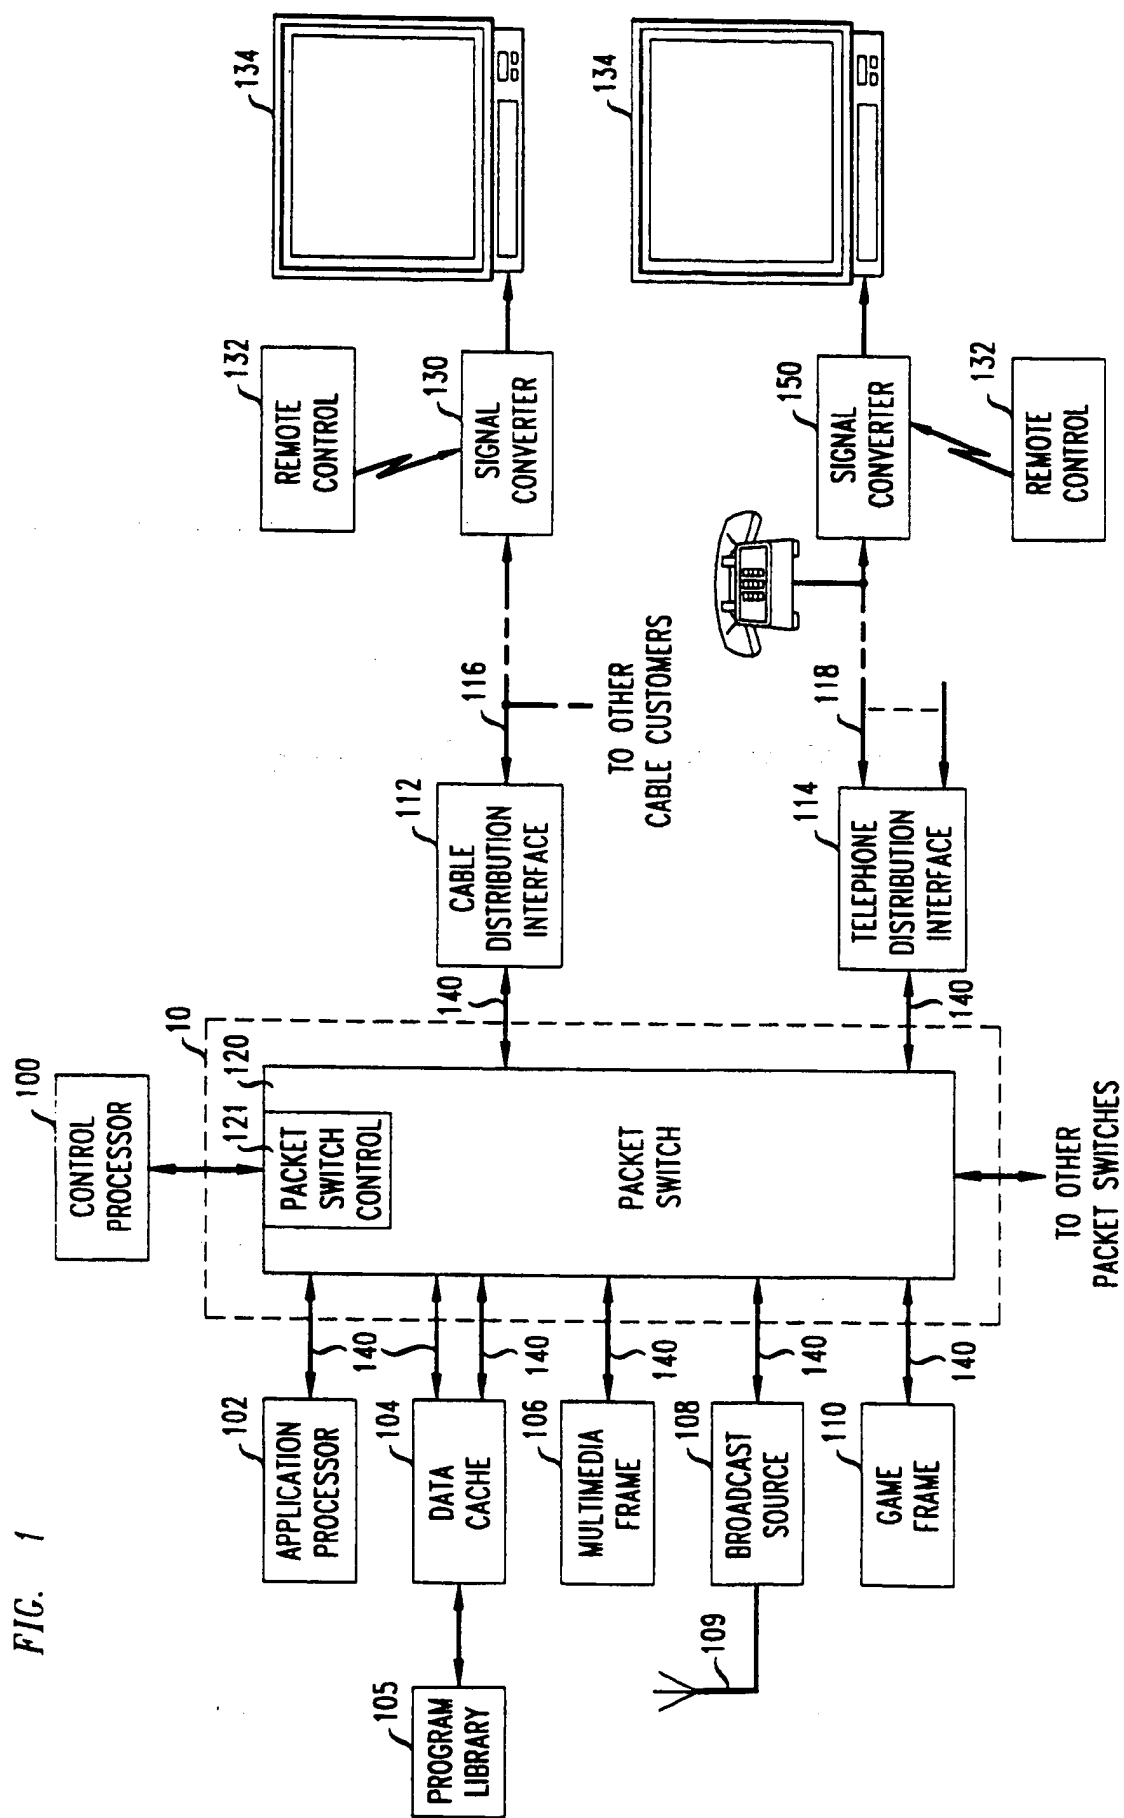 FIG. 1
100
CONTROL
PROCESSOR
10
102
APPLICATION
PROCESSOR
140
121
120
PACKET
SWITCH
CONTROL
PACKET
SWITCH
105
PROGRAM
LIBRARY
104
DATA
CACHE
140
106
MULTIMEDIA
FRAME
140
109
108
BROADCAST
SOURCE
140
110
GAME
FRAME
140
TO OTHER
PACKET SWITCHES
140
112
CABLE
DISTRIBUTION
INTERFACE
116
TO OTHER
CABLE CUSTOMERS
132
REMOTE
CONTROL
130
SIGNAL
CONVERTER
134
140
114
TELEPHONE
DISTRIBUTION
INTERFACE
118
150
SIGNAL
CONVERTER
132
REMOTE
CONTROL
134